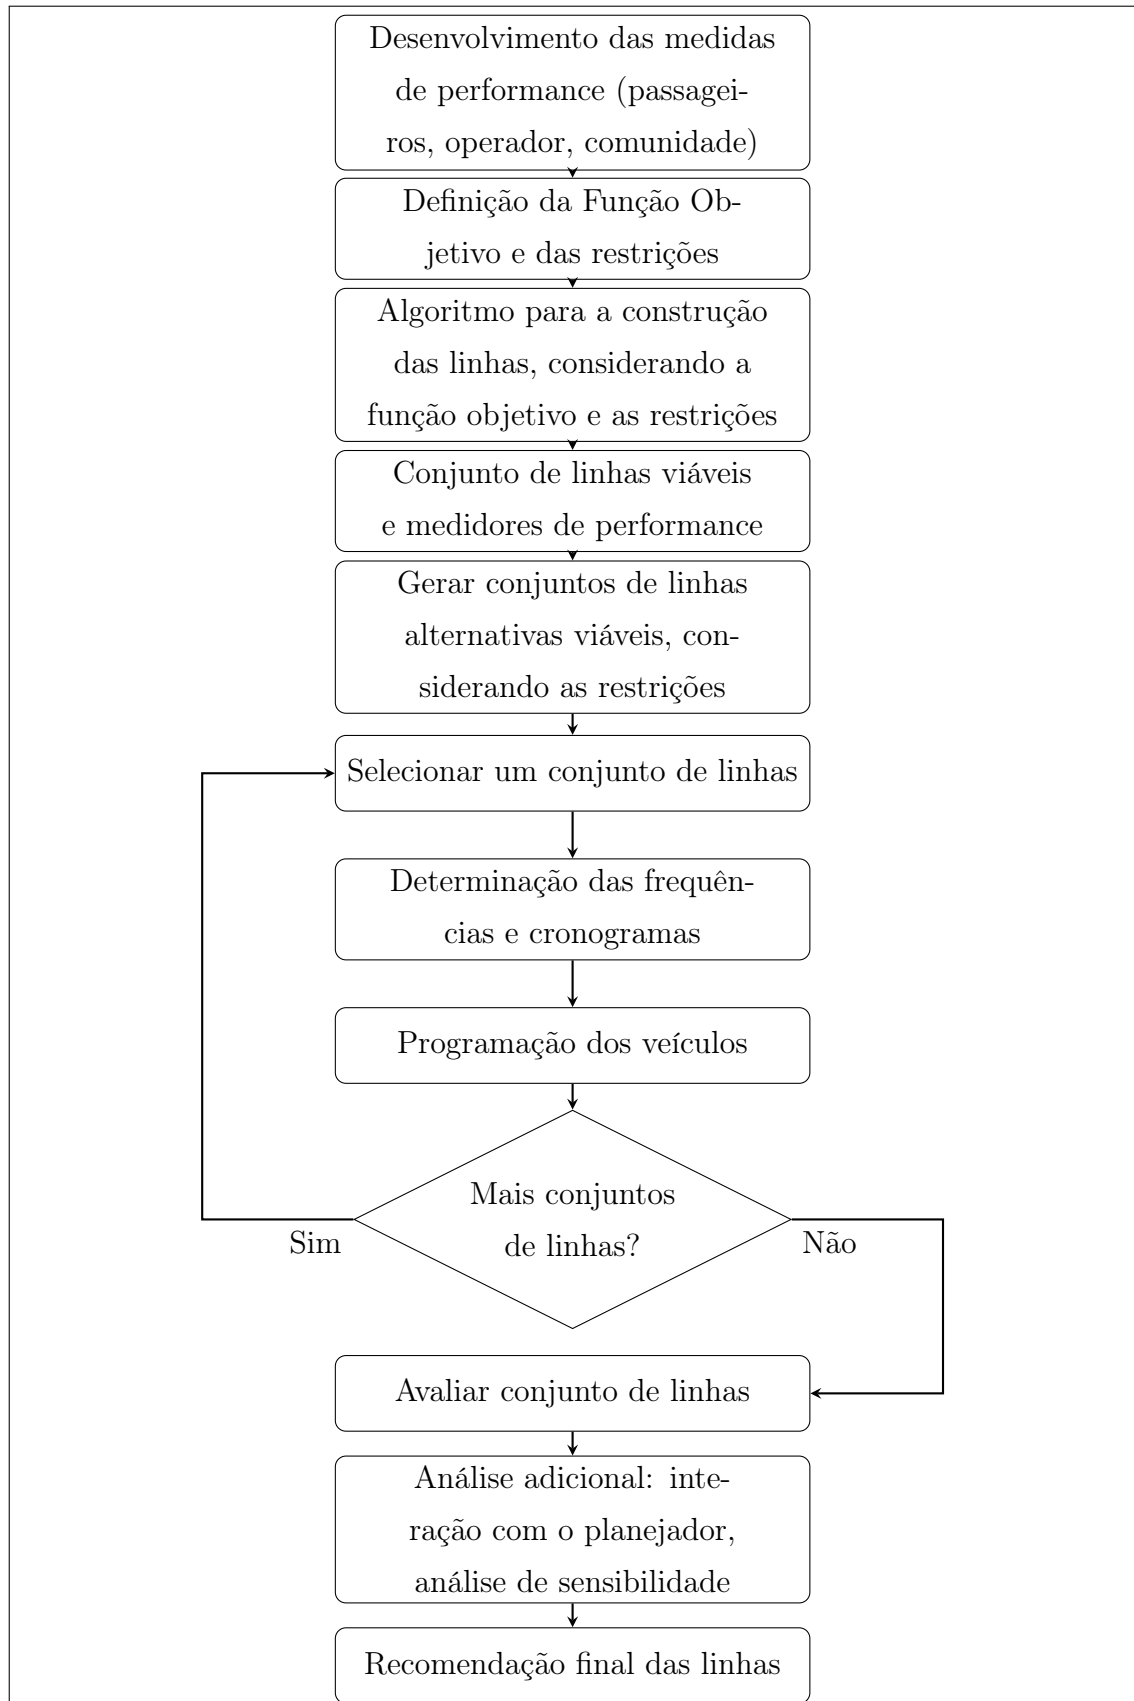 Desenvolvimento das medidas
de performance (passagei-
ros, operador, comunidade)
Definição da Função Ob-
jetivo e das restrições
Algoritmo para a construção
das linhas, considerando a
função objetivo e as restrições
Conjunto de linhas viáveis
e medidores de performance
Gerar conjuntos de linhas
alternativas viáveis, con-
siderando as restrições
Selecionar um conjunto de linhas
Determinação das frequên-
cias e cronogramas
Programação dos veículos
Mais conjuntos
de linhas?
Sim
Não
Avaliar conjunto de linhas
Análise adicional: inte-
ração com o planejador,
análise de sensibilidade
Recomendação final das linhas